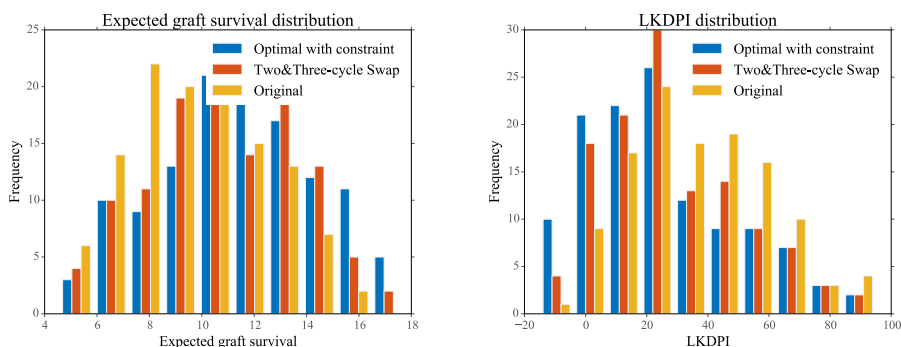 Expected graft survival distribution
25
20
15
10
5
0
Frequency
Optimal with constraint
Two&Three-cycle Swap
Original
4 6 8 10 12 14 16 18
Expected graft survival
LKDPI distribution
30
25
20
15
10
5
0
Frequency
Optimal with constraint
Two&Three-cycle Swap
Original
−20 0 20 40 60 80 100
LKDPI